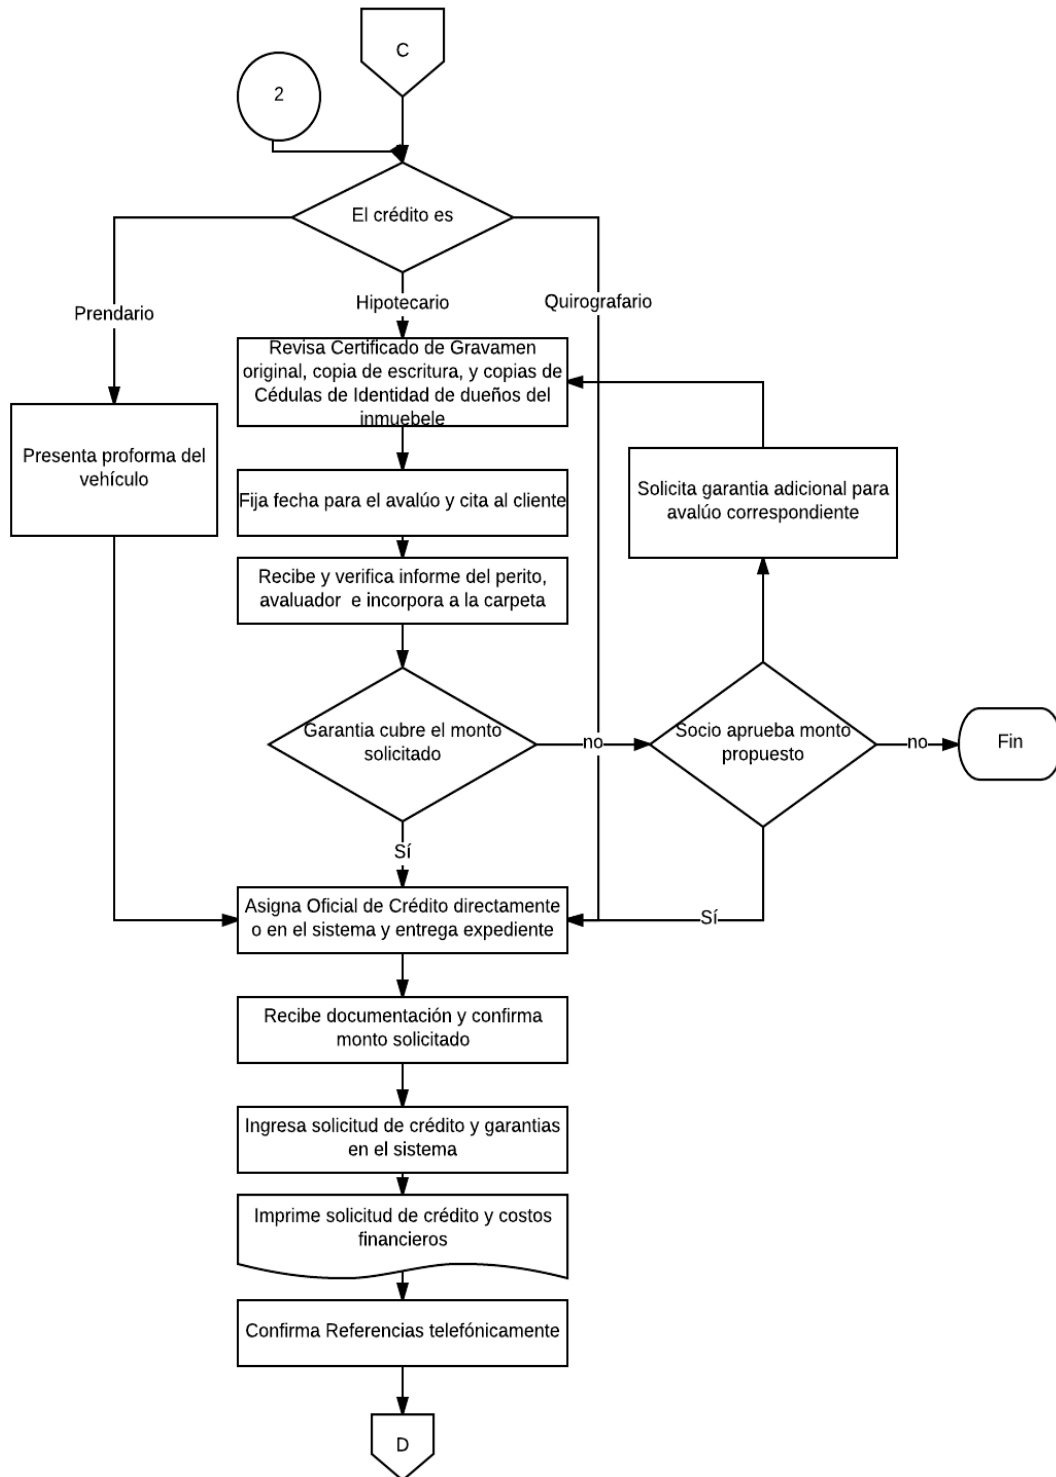 C
2
El crédito es
Prendario
Hipotecario
Quirografario
Revisa Certificado de Gravamen
original, copia de escritura, y copias de
Cédulas de Identidad de dueños del
inmuebele
Presenta proforma del
vehículo
Fija fecha para el avalúo y cita al cliente
Solicita garantia adicional para
avalúo correspondiente
Recibe y verifica informe del perito,
avaluador e incorpora a la carpeta
Garantia cubre el monto
solicitado
no
Socio aprueba monto
propuesto
no
Fin
Sí
Asigna Oficial de Crédito directamente
o en el sistema y entrega expediente
Sí
Recibe documentación y confirma
monto solicitado
Ingresa solicitud de crédito y garantias
en el sistema
Imprime solicitud de crédito y costos
financieros
Confirma Referencias telefónicamente
D